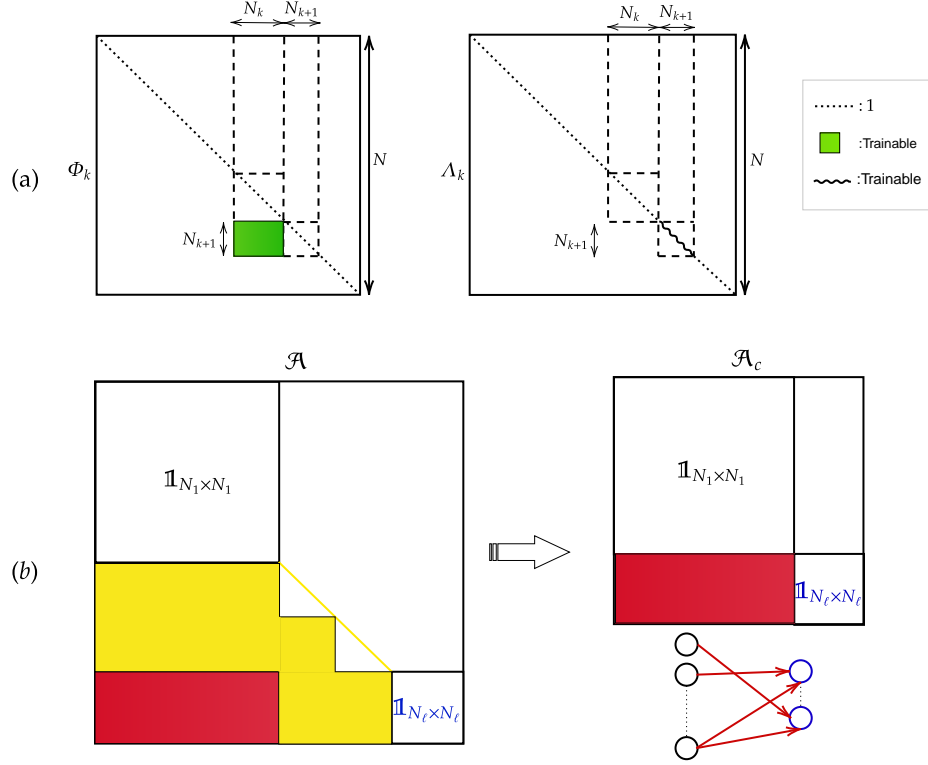 N_k N_{k+1}
N_k N_{k+1}
: 1
:Trainable
:Trainable
(a)
Φ_k
N
N_{k+1}
Λ_k
N
N_{k+1}
𝒜
𝒜_c
𝟙_{N_1×N_1}
𝟙_{N_1×N_1}
(b)
𝟙_{N_ℓ×N_ℓ}
𝟙_{N_ℓ×N_ℓ}